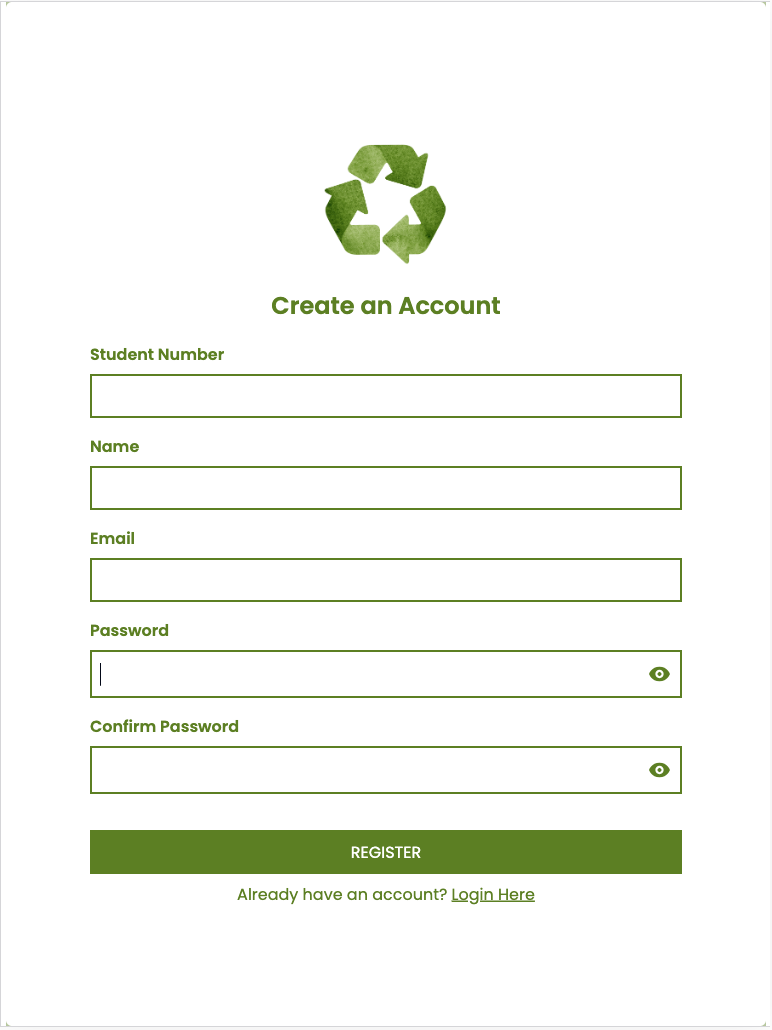 Create an Account
Student Number
Name
Email
Password
Confirm Password
REGISTER
Already have an account? Login Here